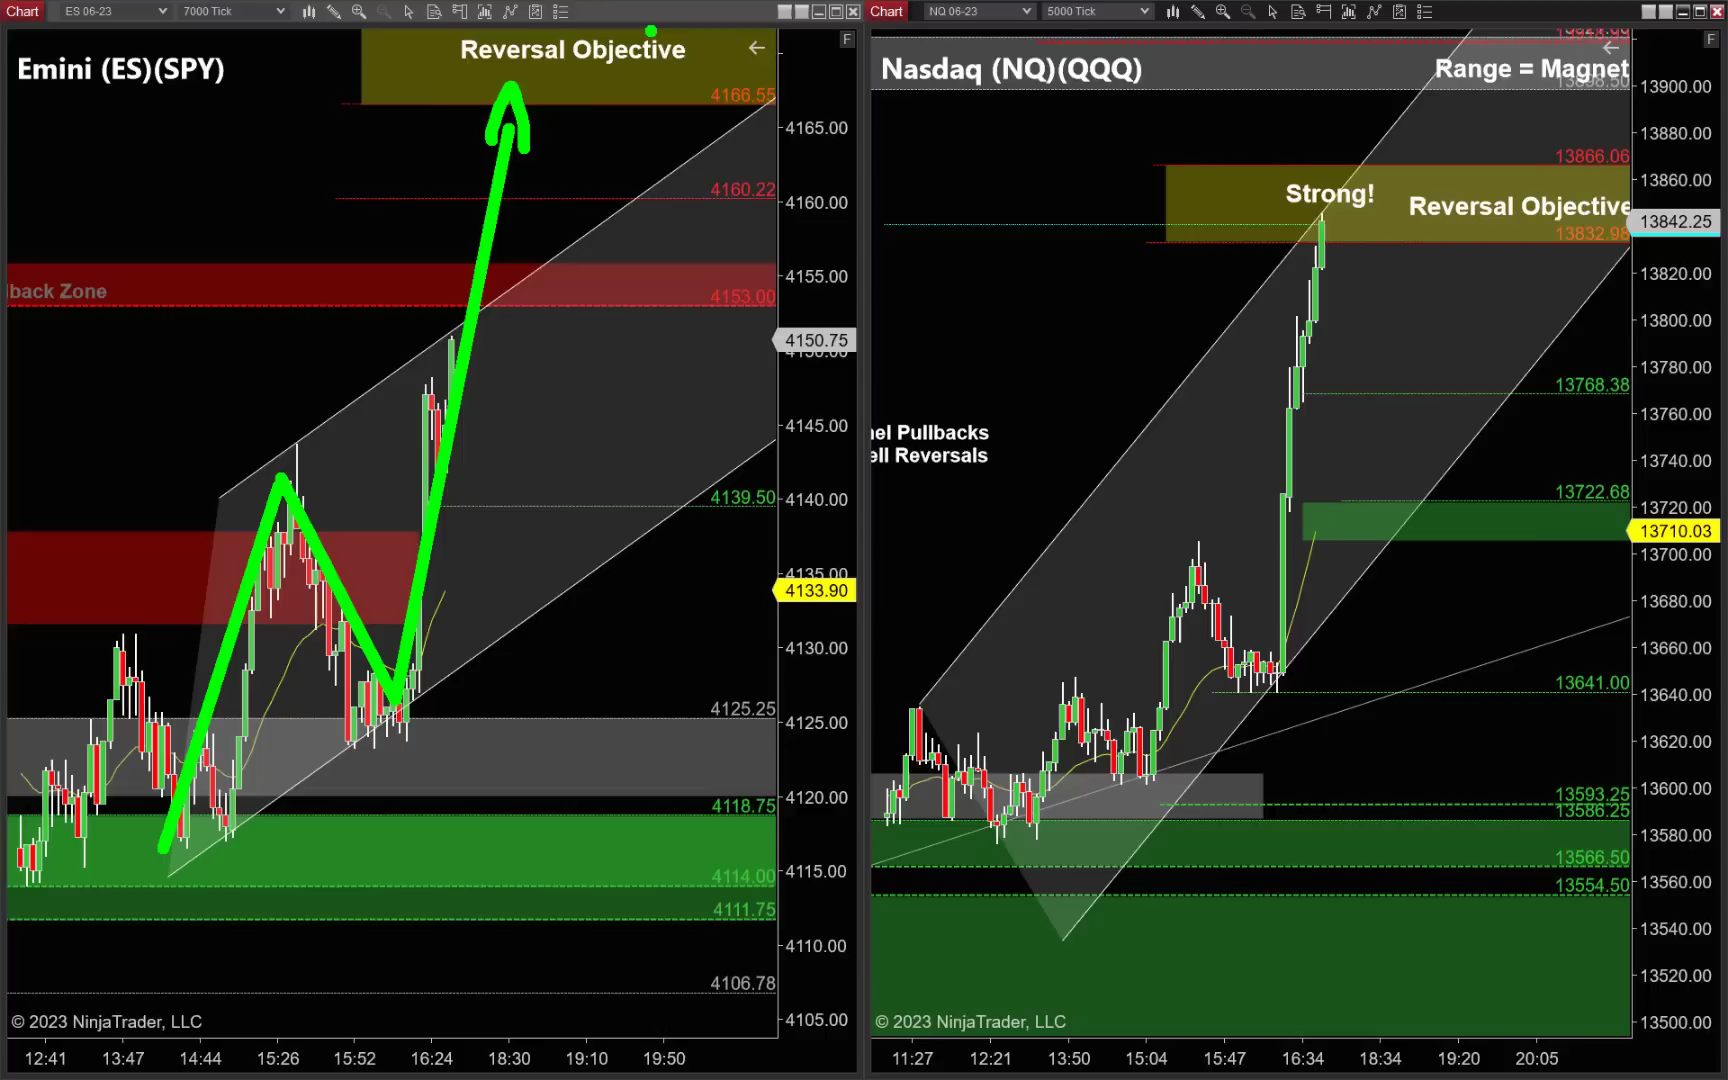 Chart
ES 06-23
7000 Tick
Emini (ES)(SPY)
Reversal Objective
F
4166.55
4165.00
4160.22
4160.00
4155.00
lback Zone
4153.00
4150.75
4150.00
4145.00
4139.50
4140.00
4135.00
4133.90
4130.00
4125.25
4125.00
4120.00
4118.75
4115.00
4114.00
4111.75
4110.00
4106.78
4105.00
© 2023 NinjaTrader, LLC
12:41 13:47 14:44 15:26 15:52 16:24 18:30 19:10 19:50
Chart
NQ 06-23
5000 Tick
Nasdaq (NQ)(QQQ)
Range = Magnet
F
13898.50
13900.00
13880.00
13866.06
13860.00
Strong!
Reversal Objective
13842.25
13832.98
13820.00
13800.00
13780.00
13768.38
13760.00
nel Pullbacks
ell Reversals
13740.00
13722.68
13720.00
13710.03
13700.00
13680.00
13660.00
13641.00
13640.00
13620.00
13600.00
13593.25
13586.25
13580.00
13566.50
13560.00
13554.50
13540.00
13520.00
13500.00
© 2023 NinjaTrader, LLC
11:27 12:21 13:50 15:04 15:47 16:34 18:34 19:20 20:05